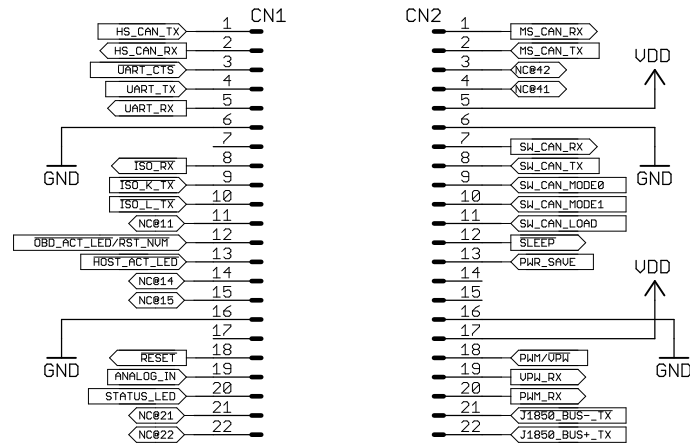 CN1
HS_CAN_TX 1
HS_CAN_RX 2
UART_CTS 3
UART_TX 4
UART_RX 5
6
GND
7
ISO_RX 8
ISO_K_TX 9
ISO_L_TX 10
NC@11 11
OBD_ACT_LED/RST_NVM 12
HOST_ACT_LED 13
NC@14 14
NC@15 15
16
GND
17
RESET 18
ANALOG_IN 19
STATUS_LED 20
NC@21 21
NC@22 22
CN2
1 MS_CAN_RX
2 MS_CAN_TX
3 NC@42
4 NC@41
VDD
5
6
GND
7 SW_CAN_RX
8 SW_CAN_TX
9 SW_CAN_MODE0
10 SW_CAN_MODE1
11 SW_CAN_LOAD
12 SLEEP
13 PWR_SAVE
14
15
VDD
16
17
GND
18 PWM/VPW
19 VPW_RX
20 PWM_RX
21 J1850_BUS-_TX
22 J1850_BUS+_TX